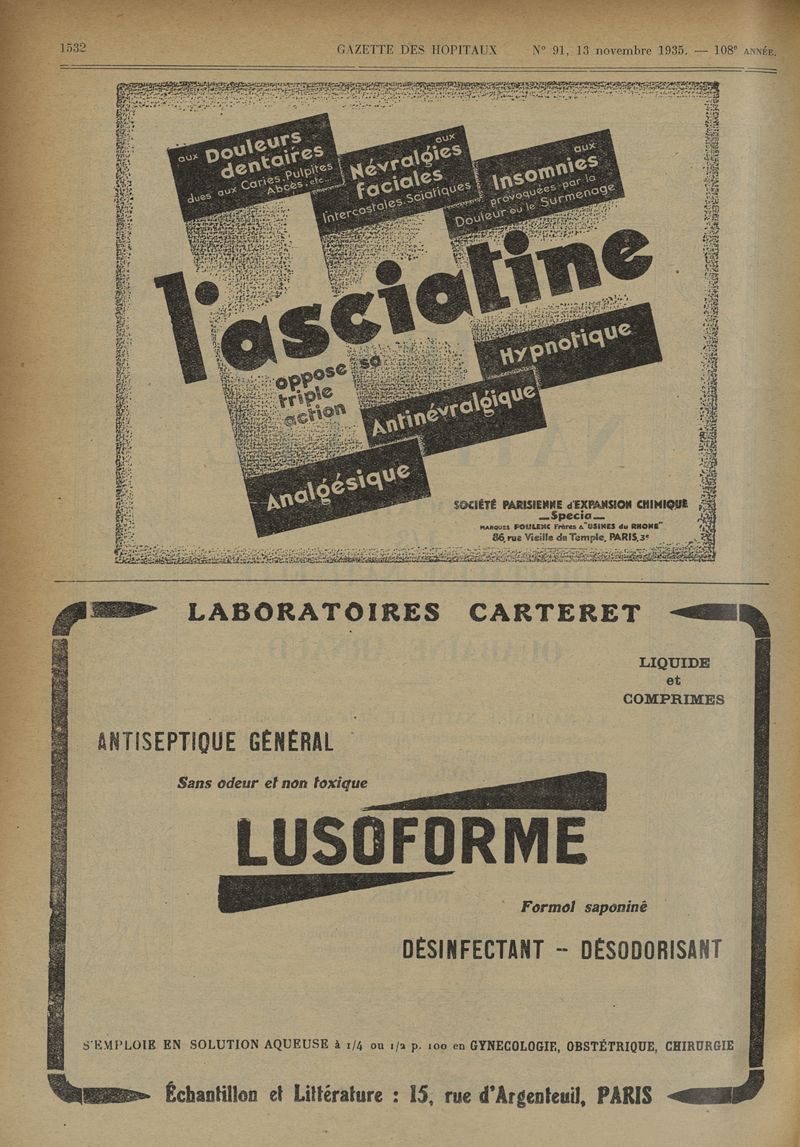 1532 GAZETTE DES HOPITAUX N° 91, 13 novembre 1935. — 108e ANNÉE.
aux Douleurs
dentaires
dues aux Caries, Pulpites
Abcès, etc...
aux
Névralgies
faciales
Intercostales-Sciatiques
aux
Insomnies
provoquées par la
Douleur ou le Surmenage
l'asciatine
oppose sa
triple
action
Hypnotique
Antinévralgique
Analgésique
SOCIÉTÉ PARISIENNE d'EXPANSION CHIMIQUE
— Specia —
MARQUES POULENC Frères & "USINES du RHONE"
86, rue Vieille du Temple, PARIS, 3e
LABORATOIRES CARTERET
LIQUIDE
et
COMPRIMES
ANTISEPTIQUE GÉNÉRAL
Sans odeur et non toxique
LUSOFORME
Formol saponiné
DÉSINFECTANT -- DÉSODORISANT
S'EMPLOIE EN SOLUTION AQUEUSE à 1/4 ou 1/2 p. 100 en GYNECOLOGIE, OBSTÉTRIQUE, CHIRURGIE
Échantillon et Littérature : 15, rue d'Argenteuil, PARIS